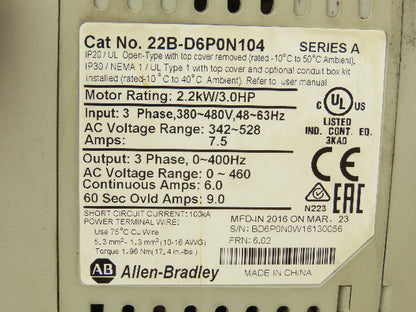 Cat No. 22B-D6P0N104 SERIES A
IP20 / UL Open-Type with top cover removed (rated -10°C to 50°C Ambient).
IP30 / NEMA 1 / UL Type 1 with top cover and optional conduit box kit
installed (rated -10°C to 40°C Ambient). Refer to User manual.
Motor Rating: 2.2kW/3.0HP
Input: 3 Phase,380~480V,48~63Hz
AC Voltage Range: 342~528
Amps: 7.5
Output: 3 Phase, 0~400Hz
AC Voltage Range: 0 ~ 460
Continuous Amps: 6.0
60 Sec Ovld Amps: 9.0
C UL US
LISTED
IND. CONT. EQ.
3KA0
CE EAC
N223
SHORT CIRCUIT CURRENT:100kA
POWER TERMINAL WIRE:
Use 75°C Cu Wire
5.3 mm² - 1.3 mm² (10-16 AWG)
Torque 1.96 Nm(17.4 in-lbs)
MFD-IN 2016 ON MAR. 23
S/N: BD6P0N0W16130056
FRN: 6.02
AB Allen-Bradley
MADE IN CHINA